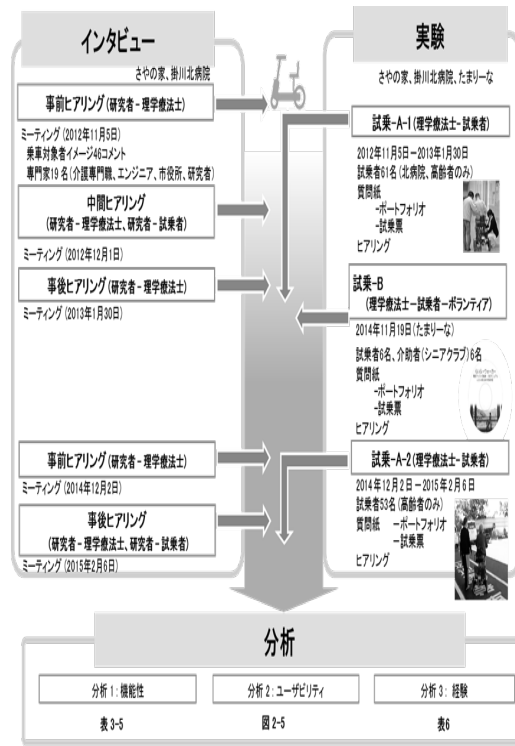 インタビュー
さやの家、掛川北病院
事前ヒアリング(研究者−理学療法士)
ミーティング(2012年11月5日)
乗車対象者イメージ46コメント
専門家19名(介護専門職、エンジニア、市役所、研究者)
中間ヒアリング
(研究者−理学療法士、研究者−試乗者)
ミーティング(2012年12月1日)
事後ヒアリング(研究者−理学療法士)
ミーティング(2013年1月30日)
事前ヒアリング(研究者−理学療法士)
ミーティング(2014年12月2日)
事後ヒアリング
(研究者−理学療法士、研究者−試乗者)
ミーティング(2015年2月6日)
実験
さやの家、掛川北病院、たまりーな
試乗-A-1(理学療法士−試乗者)
2012年11月5日−2013年1月30日
試乗者61名(北病院、高齢者のみ)
質問紙
−ポートフォリオ
−試乗票
ヒアリング
試乗-B
(理学療法士−試乗者−ボランティア)
2014年11月19日(たまりーな)
試乗者6名、介助者(シニアクラブ)6名
質問紙
−ポートフォリオ
−試乗票
ヒアリング
試乗-A-2(理学療法士−試乗者)
2014年12月2日−2015年2月6日
試乗者53名(高齢者のみ)
質問紙 −ポートフォリオ
−試乗票
ヒアリング
分析
分析1:機能性
分析2:ユーザビリティ
分析3: 経験
表3-5
図2-5
表6